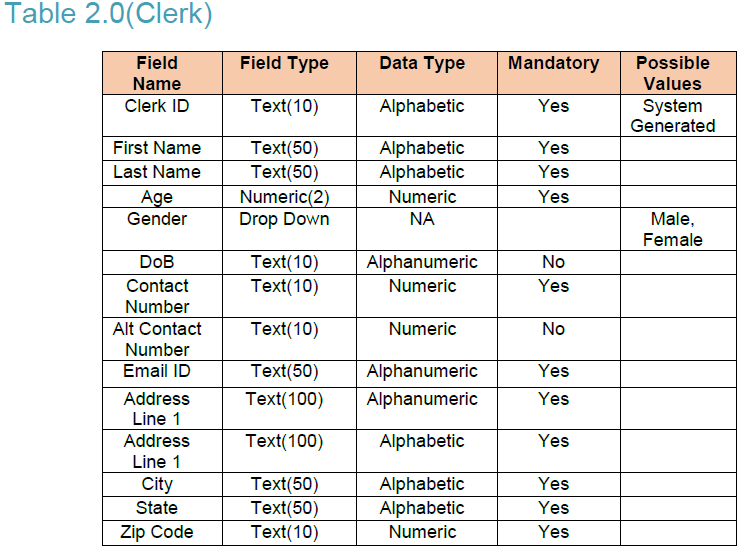 Table 2.0(Clerk)
Field Name Field Type Data Type Mandatory Possible Values
Clerk ID Text(10) Alphabetic Yes System Generated
First Name Text(50) Alphabetic Yes
Last Name Text(50) Alphabetic Yes
Age Numeric(2) Numeric Yes
Gender Drop Down NA Male, Female
DoB Text(10) Alphanumeric No
Contact Number Text(10) Numeric Yes
Alt Contact Number Text(10) Numeric No
Email ID Text(50) Alphanumeric Yes
Address Line 1 Text(100) Alphanumeric Yes
Address Line 1 Text(100) Alphabetic Yes
City Text(50) Alphabetic Yes
State Text(50) Alphabetic Yes
Zip Code Text(10) Numeric Yes